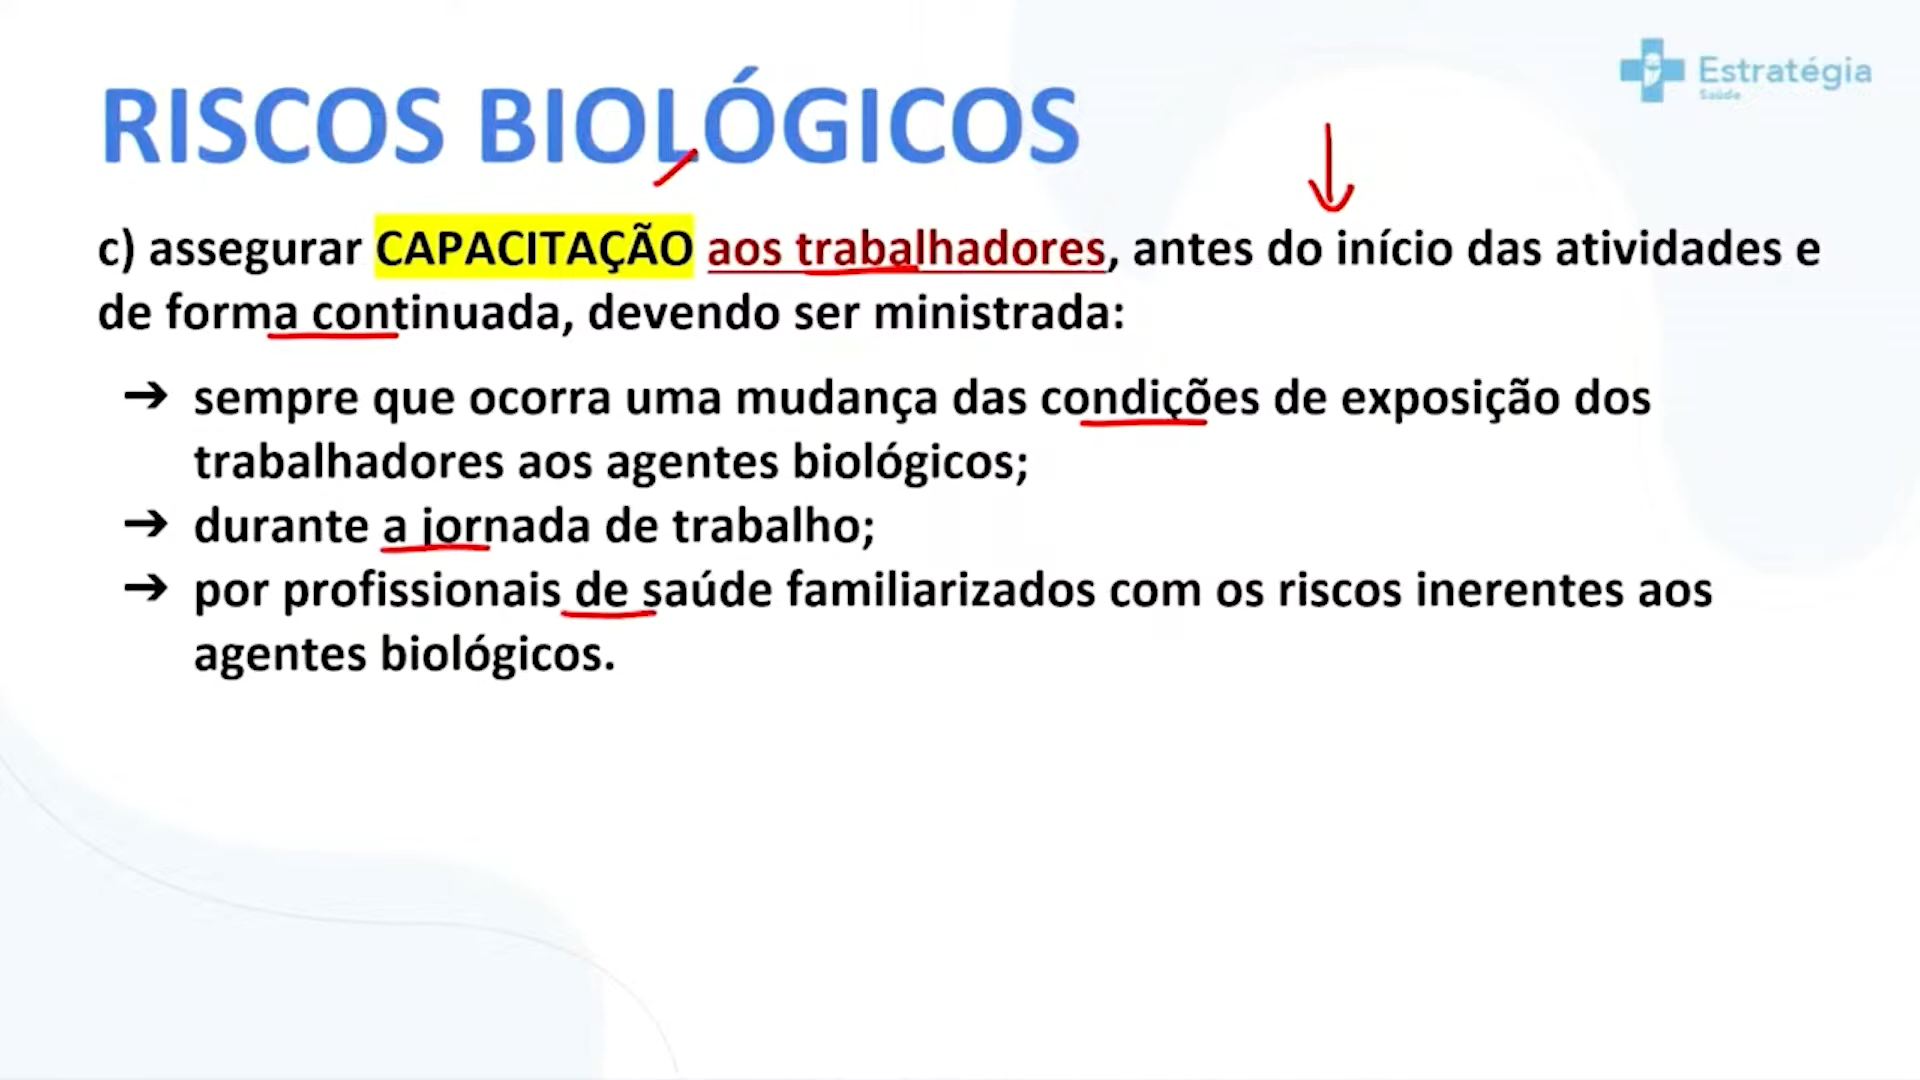 Estratégia
Saúde
RISCOS BIOLÓGICOS
c) assegurar CAPACITAÇÃO aos trabalhadores, antes do início das atividades e
de forma continuada, devendo ser ministrada:
➔ sempre que ocorra uma mudança das condições de exposição dos
trabalhadores aos agentes biológicos;
➔ durante a jornada de trabalho;
➔ por profissionais de saúde familiarizados com os riscos inerentes aos
agentes biológicos.